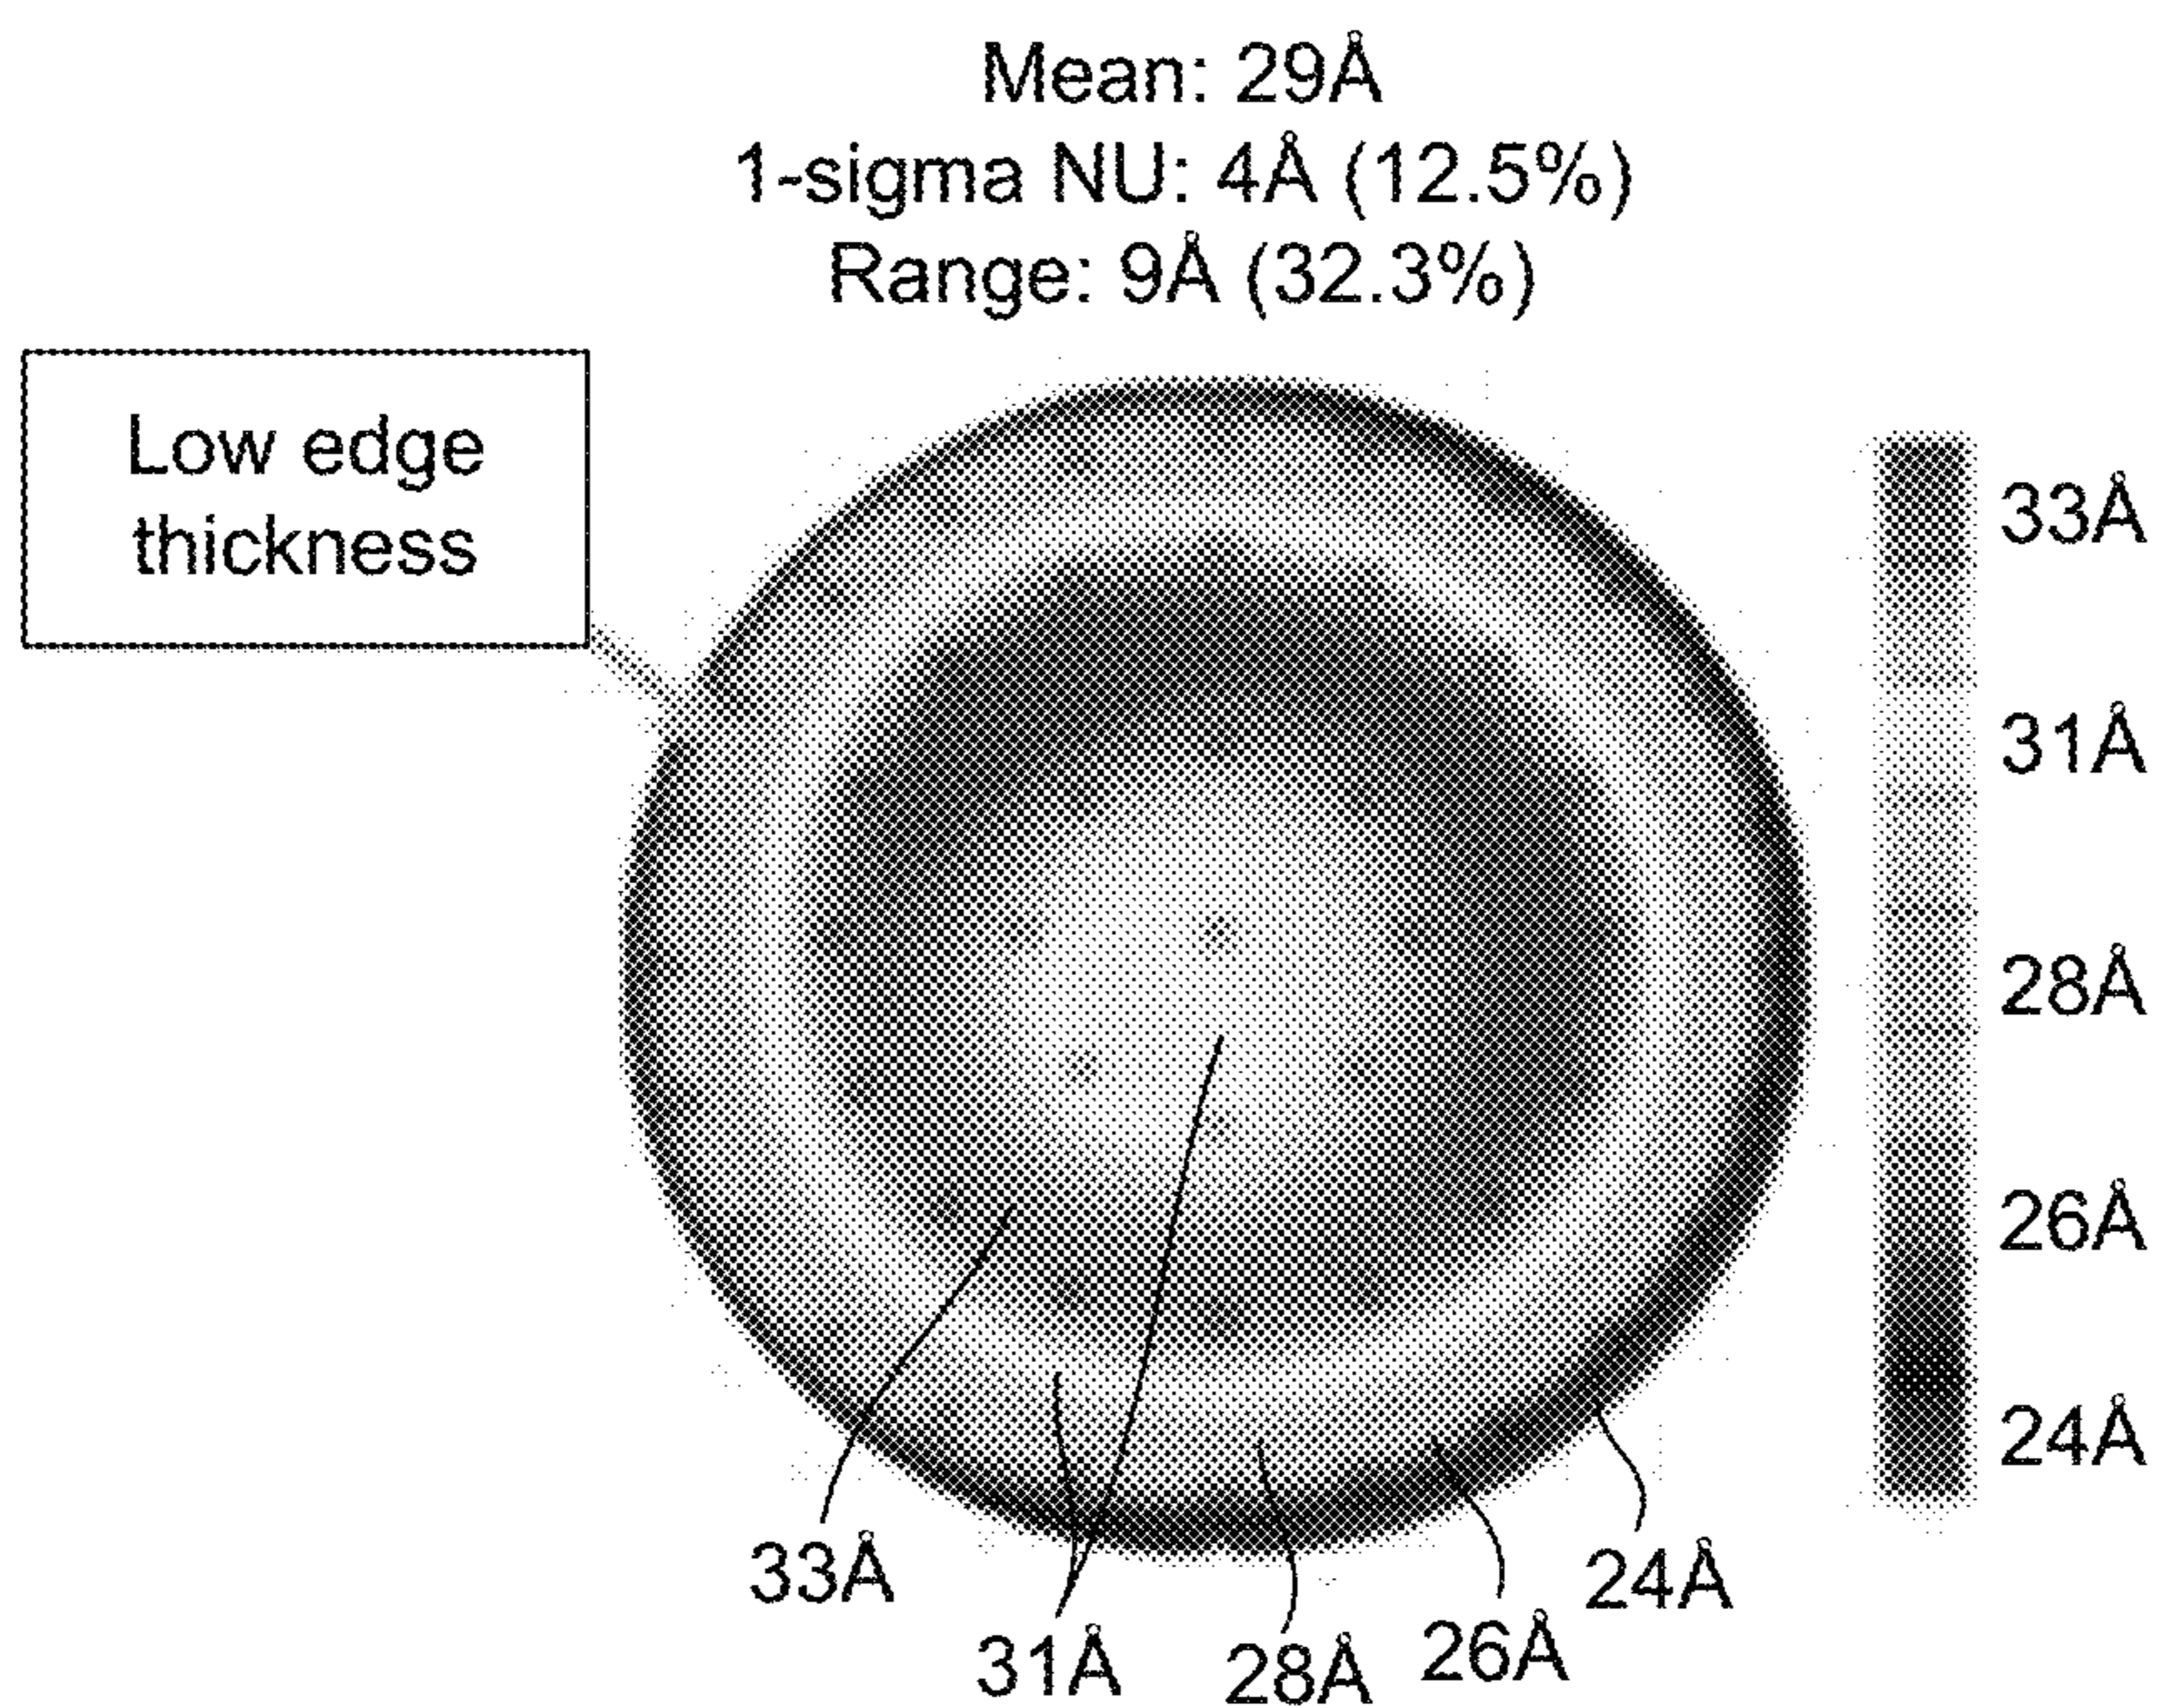 Mean: 29Å
1-sigma NU: 4Å (12.5%)
Range: 9Å (32.3%)
Low edge
thickness
33Å
31Å
28Å
26Å
24Å
33Å
31Å
28Å
26Å
24Å